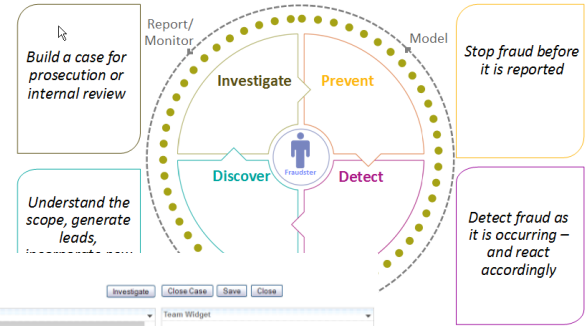 Report/
Monitor
Model
Build a case for
prosecution or
internal review
Investigate
Prevent
Stop fraud before
it is reported
Fraudster
Discover
Detect
Understand the
scope, generate
leads,
incorporate new
Detect fraud as
it is occurring –
and react
accordingly
Investigate
Close Case
Save
Close
Team Widget